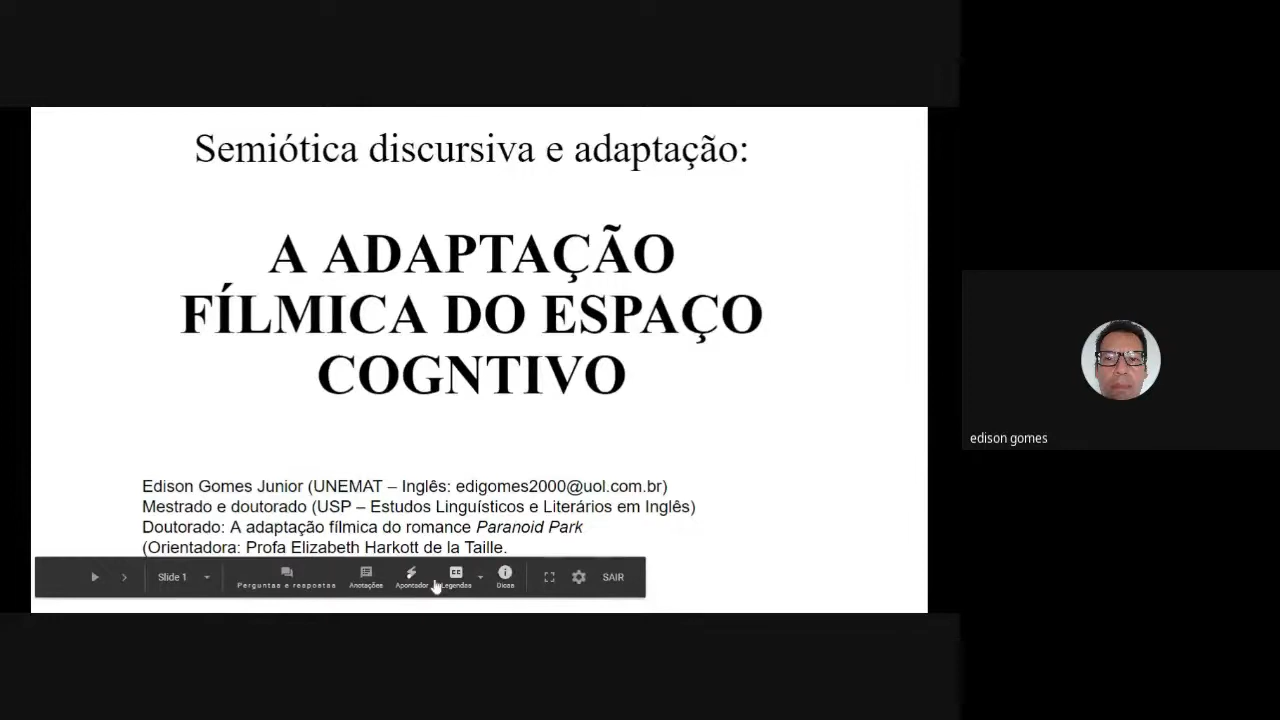 Semiótica discursiva e adaptação:
A ADAPTAÇÃO
FÍLMICA DO ESPAÇO
COGNTIVO
Edison Gomes Junior (UNEMAT – Inglês: edigomes2000@uol.com.br)
Mestrado e doutorado (USP – Estudos Linguísticos e Literários em Inglês)
Doutorado: A adaptação fílmica do romance Paranoid Park
(Orientadora: Profa Elizabeth Harkott de la Taille.
Slide 1
Perguntas e respostas
Anotações
Apontador
Legendas
Dicas
SAIR
edison gomes